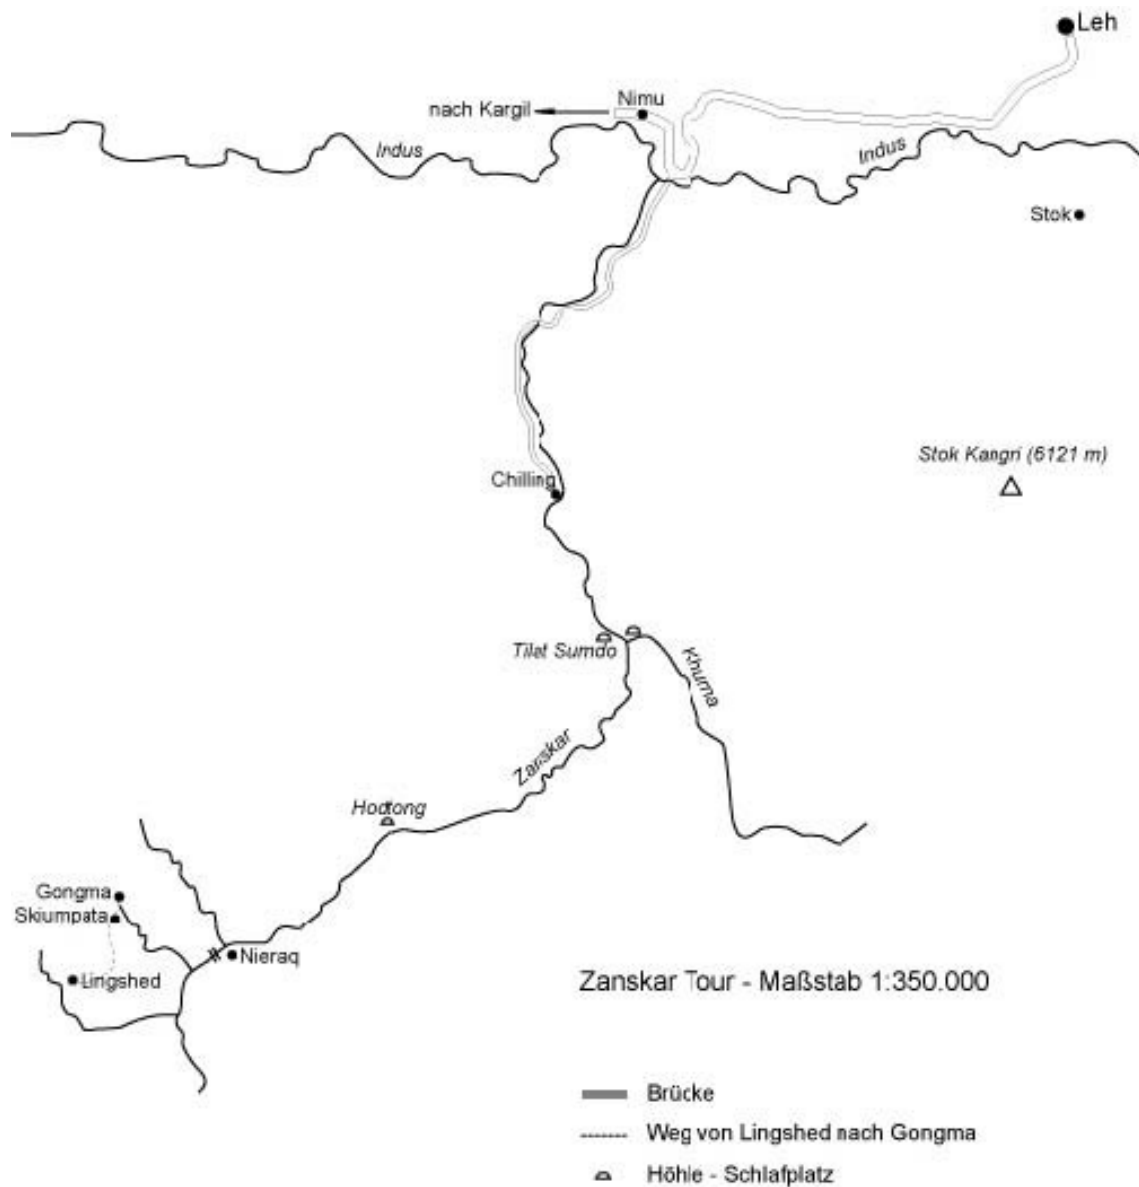 Leh
nach Kargil
Nimu
Indus
Indus
Stok
Stok Kangri (6121 m)
Chilling
Tilat Sumdo
Khurna
Zanskar
Hodtong
Gongma
Skiumpata
Nieraq
Lingshed
Zanskar Tour - Maßstab 1:350.000
Brücke
Weg von Lingshed nach Gongma
Höhle - Schlafplatz